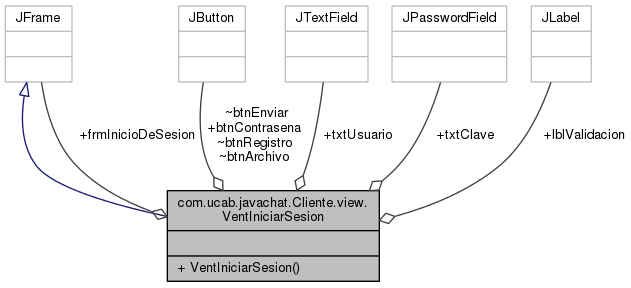 JFrame
JButton
JTextField
JPasswordField
JLabel
~btnEnviar
+btnContrasena
~btnRegistro
~btnArchivo
+frmInicioDeSesion
+txtUsuario
+txtClave
+lblValidacion
com.ucab.javachat.Cliente.view.
VentIniciarSesion
+ VentIniciarSesion()